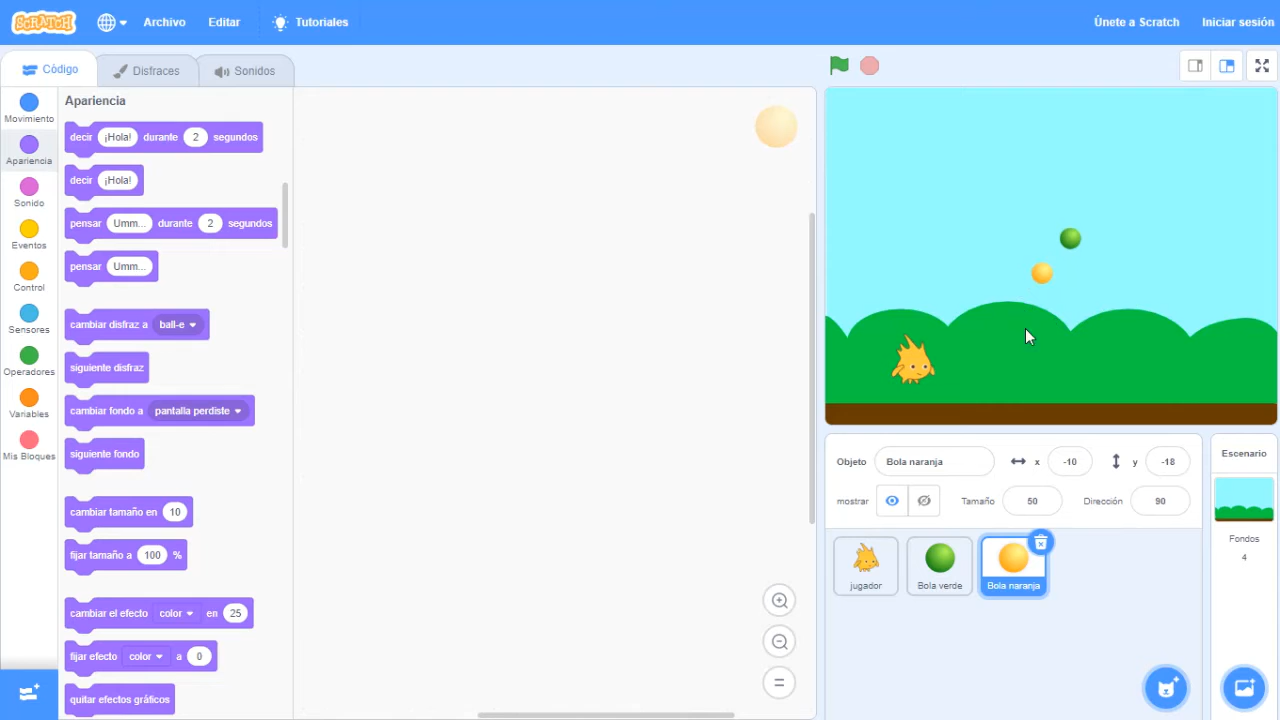 SCRATCH
Archivo
Editar
Tutoriales
Únete a Scratch
Iniciar sesión
Código
Disfraces
Sonidos
Movimiento
Apariencia
Sonido
Eventos
Control
Sensores
Operadores
Variables
Mis Bloques
Apariencia
decir ¡Hola! durante 2 segundos
decir ¡Hola!
pensar Umm... durante 2 segundos
pensar Umm...
cambiar disfraz a ball-e
siguiente disfraz
cambiar fondo a pantalla perdiste
siguiente fondo
cambiar tamaño en 10
fijar tamaño a 100 %
cambiar el efecto color en 25
fijar efecto color a 0
quitar efectos gráficos
Objeto Bola naranja x -10 y -18
mostrar Tamaño 50 Dirección 90
jugador
Bola verde
Bola naranja
Escenario
Fondos
4